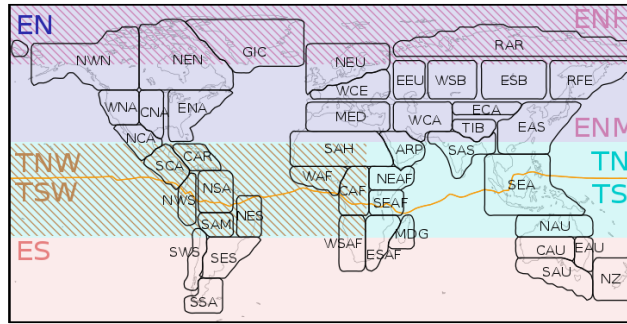 EN ENH
NWN NEN GIC NEU RAR
EEU WSB ESB RFE
WNA CNA ENA WCE
MED WCA ECA
TIB EAS ENM
NCA SAH ARP SAS
SCA CAR
TNW WAF CAF NEAF SEA TN
TSW NWS NSA SEAF TS
NES
SAM WSAF ESAF MDG NAU
ES SWS SES CAU EAU
SAU NZ
SSA